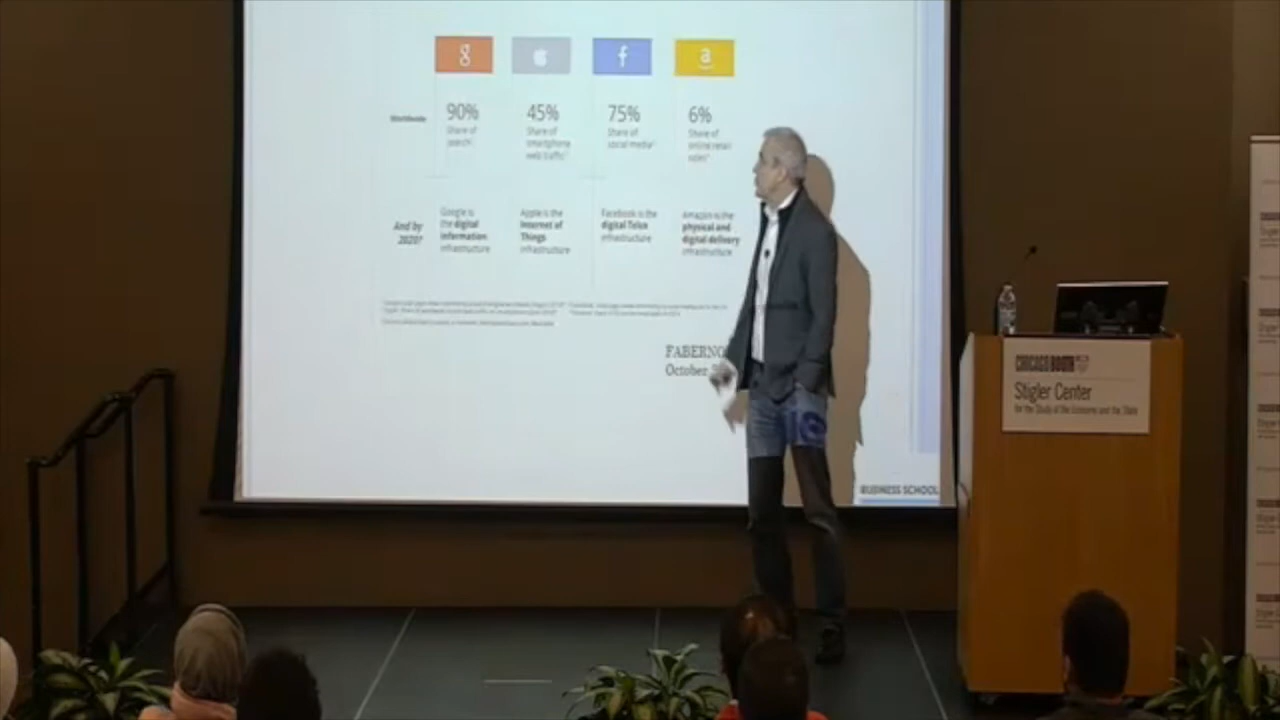 g
f
a
Worldwide
90%
45%
75%
6%
Share of
search
Share of
smartphone
web traffic
Share of
social media
Share of
online retail
sales
And by
2020?
Google is
the digital
information
infrastructure
Apple is the
Internet of
Things
infrastructure
Facebook is the
digital Telco
infrastructure
Amazon is the
physical and
digital delivery
infrastructure
FABERNO
October
BUSINESS SCHOOL
CHICAGO BOOTH
Stigler Center
for the Study of the Economy and the State